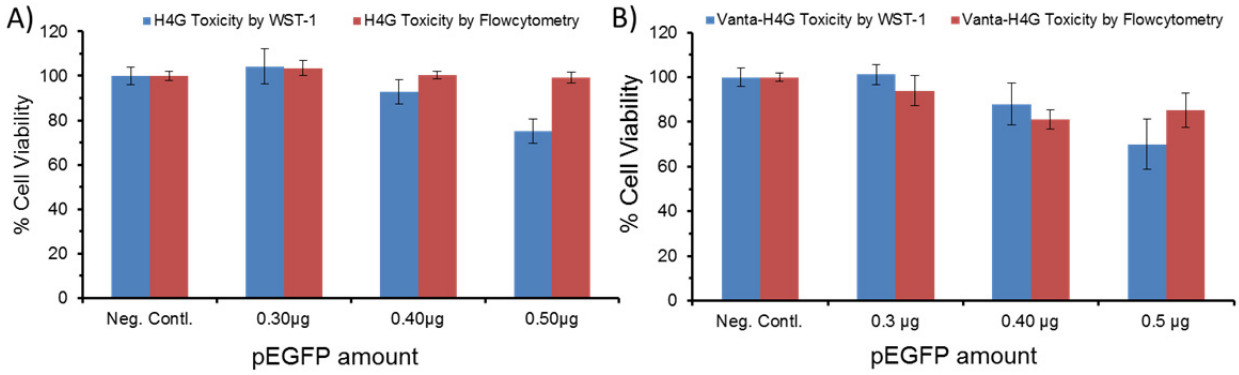 A)
H4G Toxicity by WST-1 H4G Toxicity by Flowcytometry
120
100
80
60
40
20
0
% Cell Viability
Neg. Contl. 0.30µg 0.40µg 0.50µg
pEGFP amount
B)
Vanta-H4G Toxicity by WST-1 Vanta-H4G Toxicity by Flowcytometry
120
100
80
60
40
20
0
% Cell Viability
Neg. Contl. 0.3 µg 0.40 µg 0.5 µg
pEGFP amount